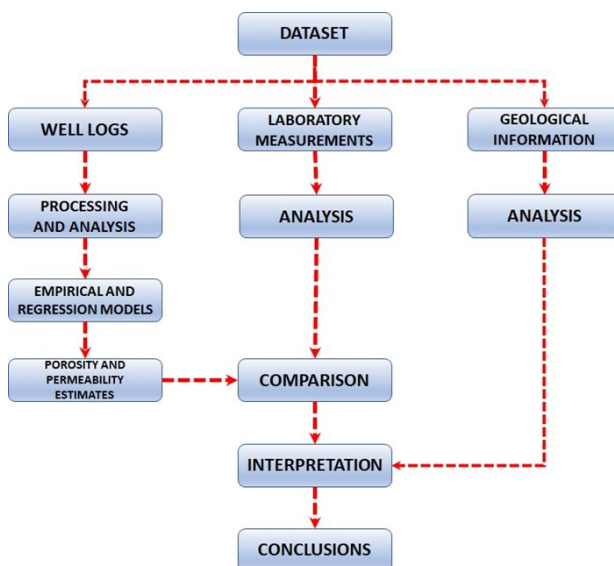 DATASET
WELL LOGS
LABORATORY
MEASUREMENTS
GEOLOGICAL
INFORMATION
PROCESSING
AND ANALYSIS
ANALYSIS
ANALYSIS
EMPIRICAL AND
REGRESSION MODELS
POROSITY AND
PERMEABILITY
ESTIMATES
COMPARISON
INTERPRETATION
CONCLUSIONS